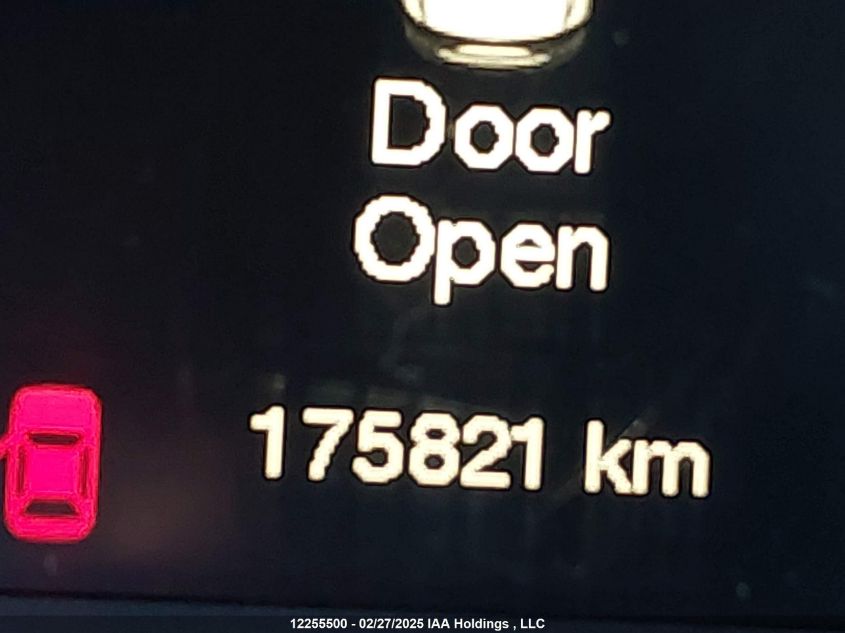 Door
Open
175821 km
12255500 - 02/27/2025 IAA Holdings , LLC